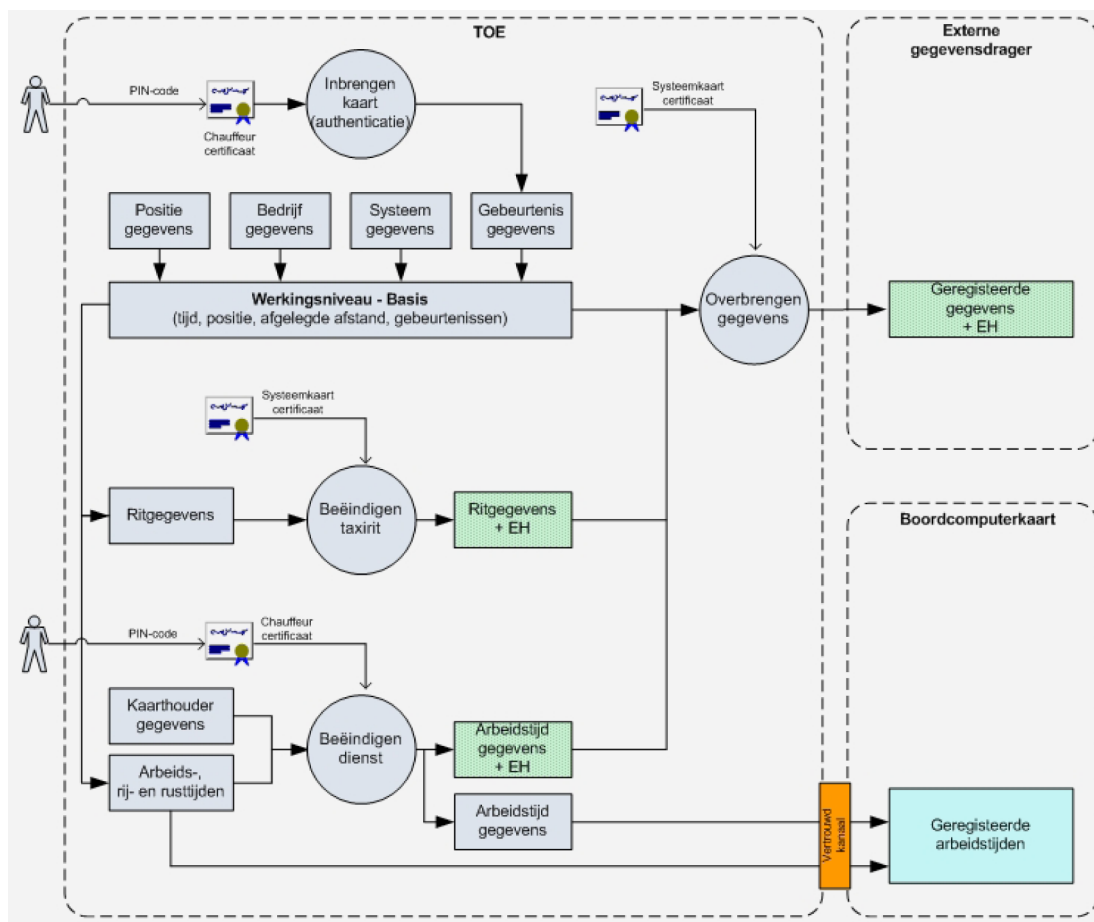 TOE
Externe
gegevensdrager
PIN-code
Chauffeur
certificaat
Inbrengen
kaart
(authenticatie)
Systeemkaart
certificaat
Positie
gegevens
Bedrijf
gegevens
Systeem
gegevens
Gebeurtenis
gegevens
Werkingsniveau - Basis
(tijd, positie, afgelegde afstand, gebeurtenissen)
Overbrengen
gegevens
Geregisteerde
gegevens
+ EH
Systeemkaart
certificaat
Ritgegevens
Beëindigen
taxirit
Ritgegevens
+ EH
Boordcomputerkaart
PIN-code
Chauffeur
certificaat
Kaarthouder
gegevens
Arbeids-,
rij- en rusttijden
Beëindigen
dienst
Arbeidstijd
gegevens
+ EH
Arbeidstijd
gegevens
Vertrouwd
kanaal
Geregisteerde
arbeidstijden